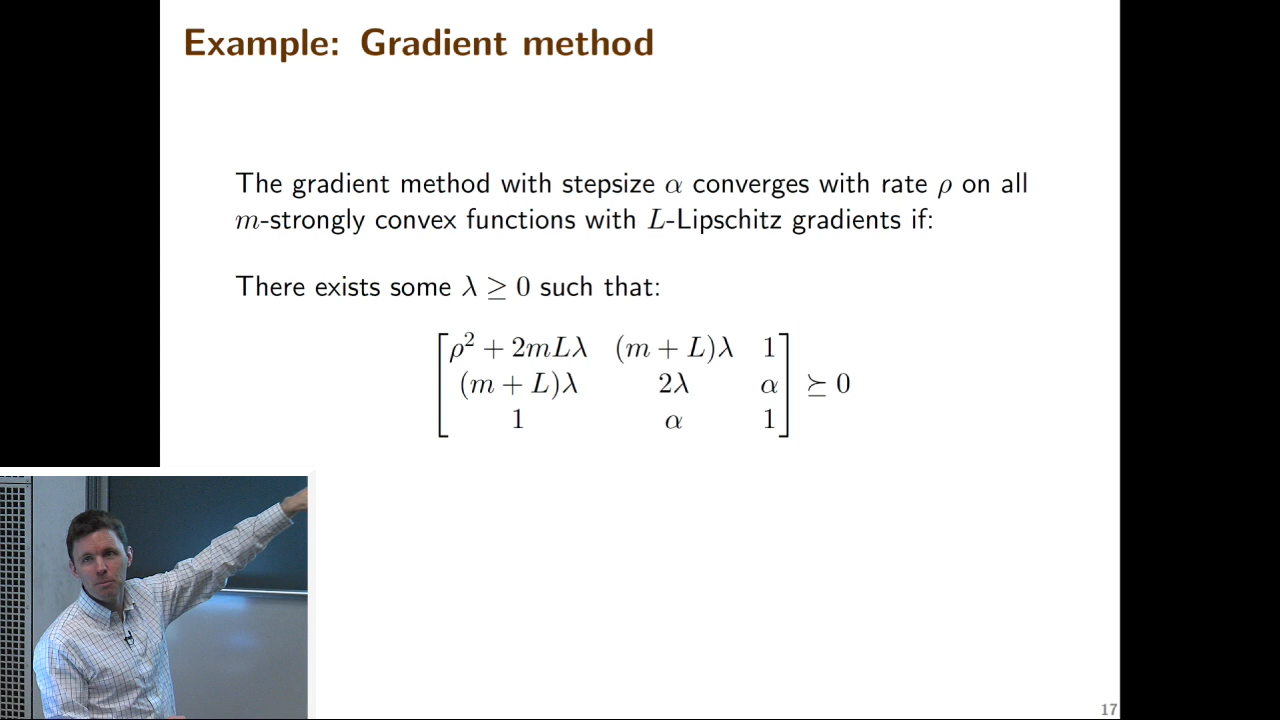 Example: Gradient method
The gradient method with stepsize α converges with rate ρ on all
m-strongly convex functions with L-Lipschitz gradients if:
There exists some λ ≥ 0 such that:
[ρ² + 2mLλ (m + L)λ 1
(m + L)λ 2λ α
1 α 1] ⪰ 0
17